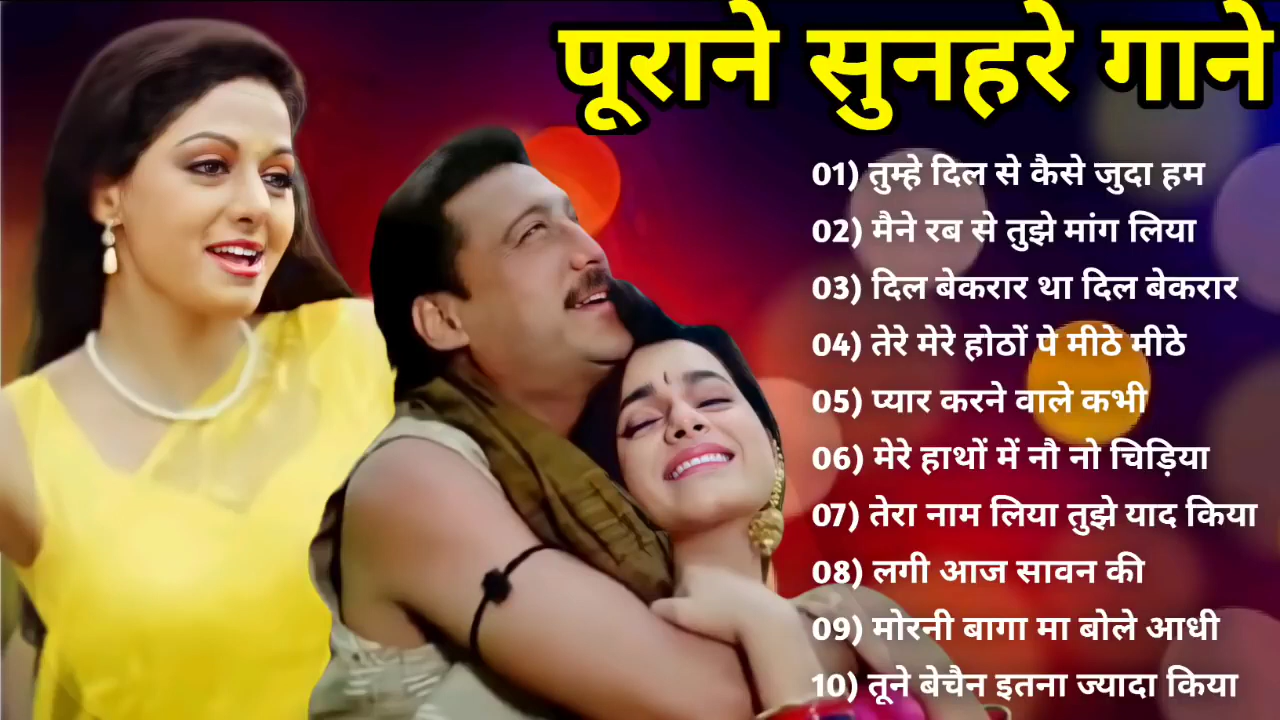 पूराने सुनहरे गाने
01) तुम्हे दिल से कैसे जुदा हम
02) मैने रब से तुझे मांग लिया
03) दिल बेकरार था दिल बेकरार
04) तेरे मेरे होठों पे मीठे मीठे
05) प्यार करने वाले कभी
06) मेरे हाथों में नौ नो चिड़िया
07) तेरा नाम लिया तुझे याद किया
08) लगी आज सावन की
09) मोरनी बागा मा बोले आधी
10) तूने बेचैन इतना ज्यादा किया